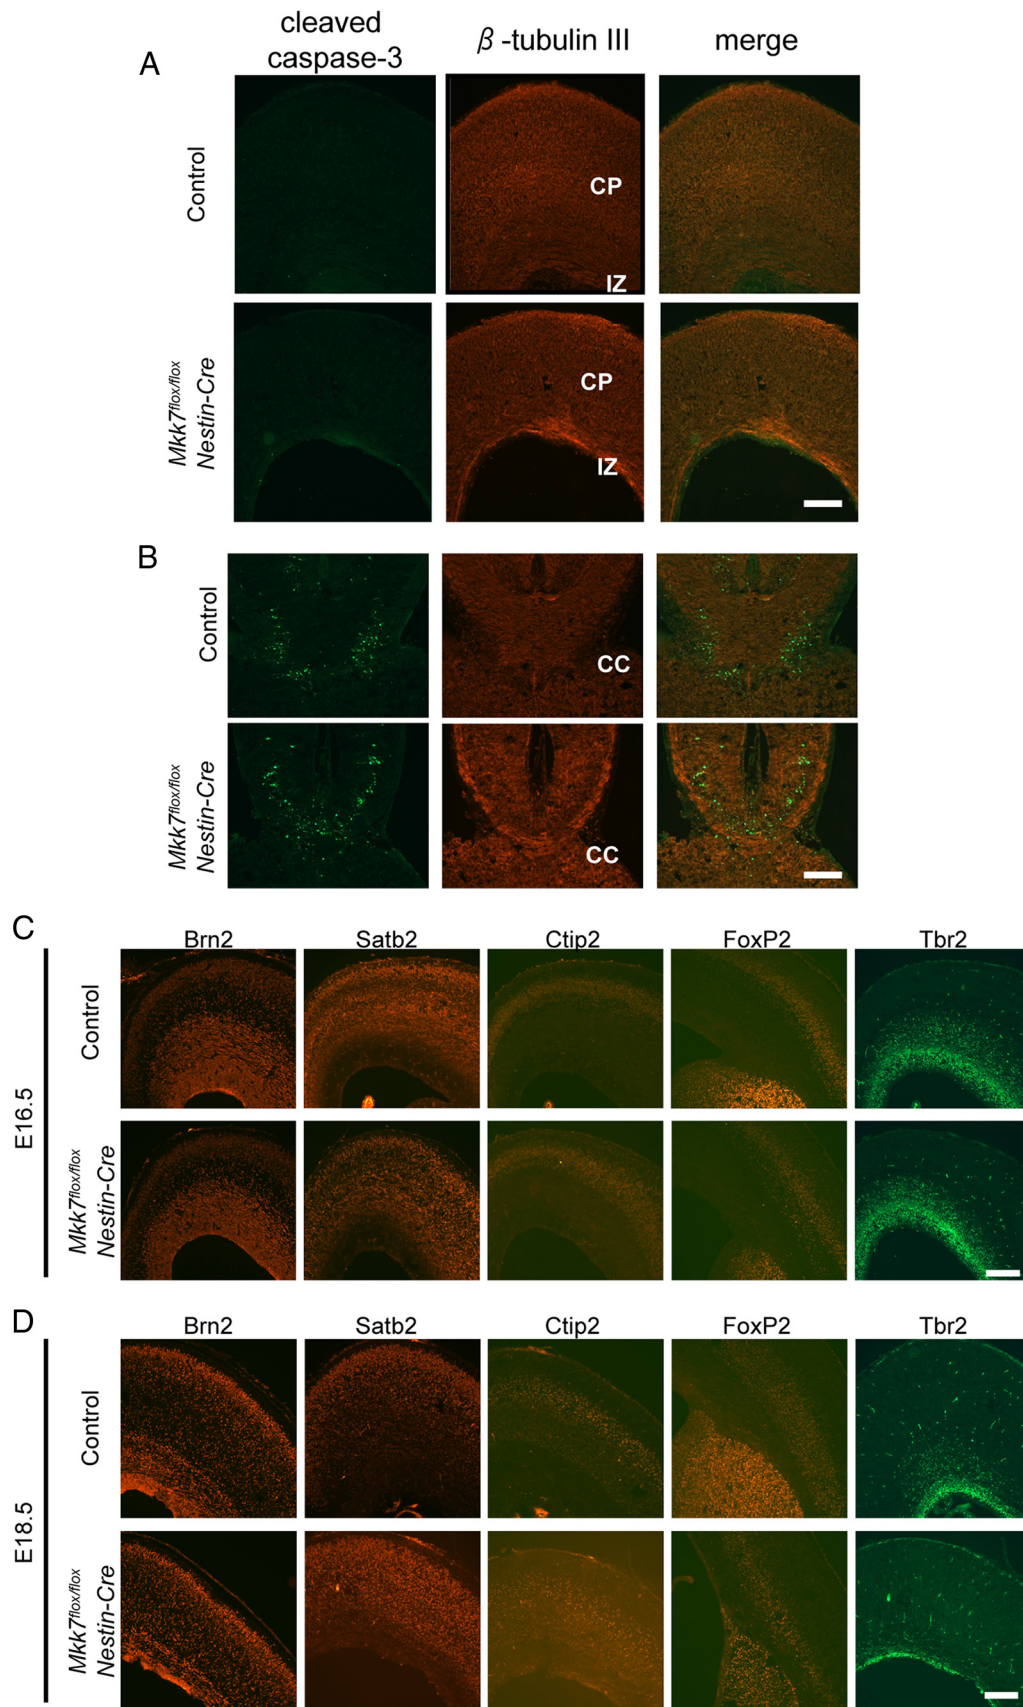 cleaved
caspase-3
β-tubulin III
merge
A
Control
CP
IZ
Mkk7flox/flox
Nestin-Cre
CP
IZ
B
Control
CC
Mkk7flox/flox
Nestin-Cre
CC
C
Brn2
Satb2
Ctip2
FoxP2
Tbr2
E16.5
Control
Mkk7flox/flox
Nestin-Cre
D
Brn2
Satb2
Ctip2
FoxP2
Tbr2
E18.5
Control
Mkk7flox/flox
Nestin-Cre